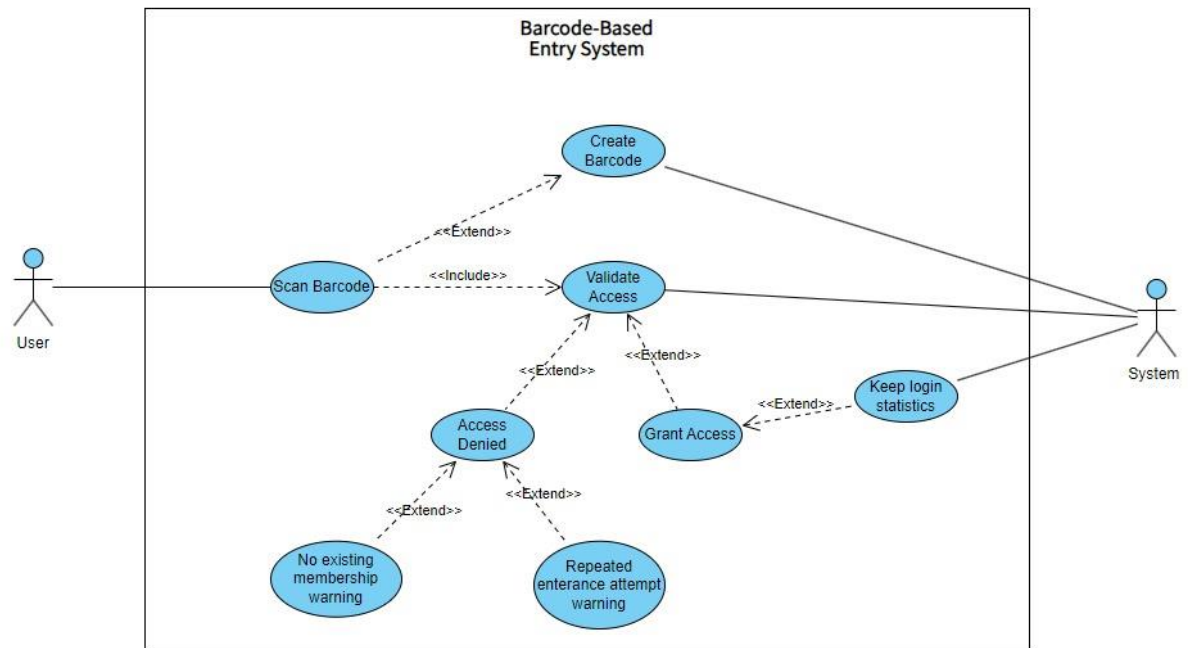 Barcode-Based
Entry System
Create
Barcode
<<Extend>>
Scan Barcode
<<Include>>
Validate
Access
User
System
<<Extend>>
<<Extend>>
Keep login
statistics
<<Extend>>
Access
Denied
Grant Access
<<Extend>>
<<Extend>>
No existing
membership
warning
Repeated
enterance attempt
warning